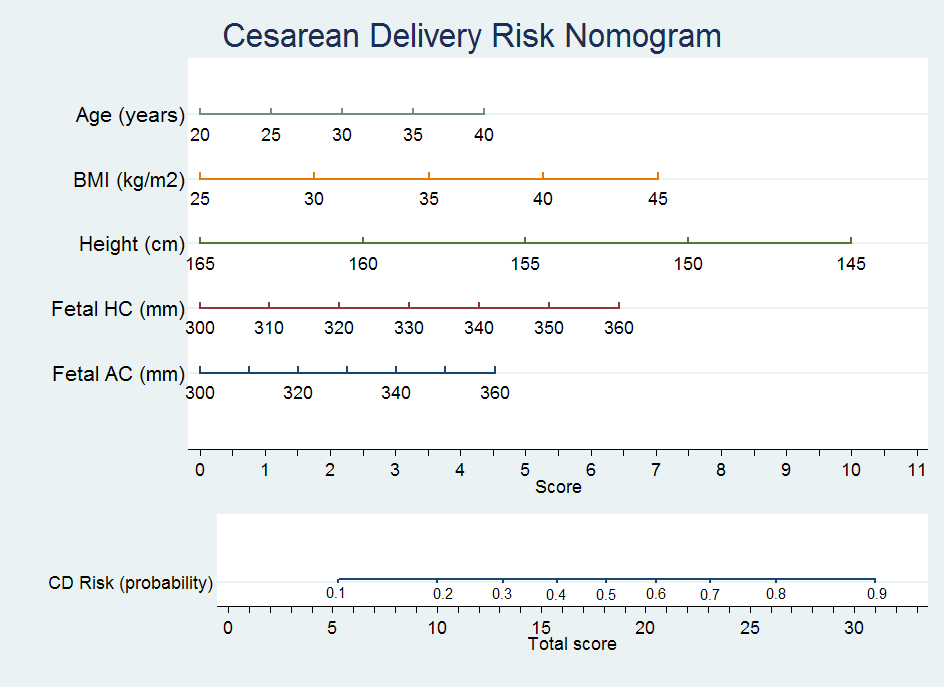 Cesarean Delivery Risk Nomogram
Age (years)
20 25 30 35 40
BMI (kg/m2)
25 30 35 40 45
Height (cm)
165 160 155 150 145
Fetal HC (mm)
300 310 320 330 340 350 360
Fetal AC (mm)
300 320 340 360
0 1 2 3 4 5 6 7 8 9 10 11
Score
CD Risk (probability)
0.1 0.2 0.3 0.4 0.5 0.6 0.7 0.8 0.9
0 5 10 15 20 25 30
Total score